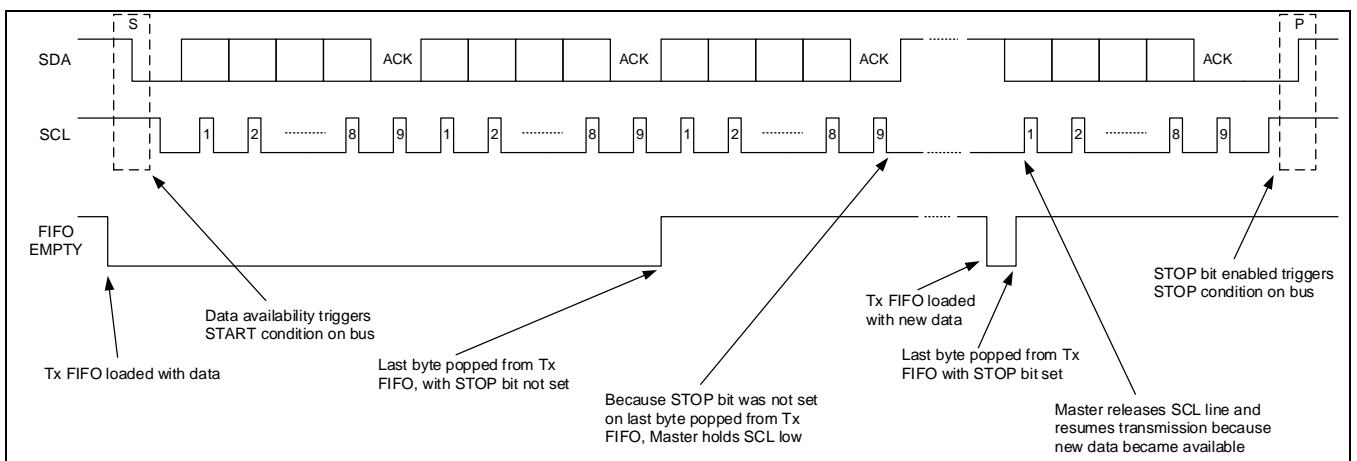 S
P
SDA
ACK
ACK
ACK
ACK
SCL
1
2
8
9
1
2
8
9
1
2
8
9
1
2
8
9
FIFO
EMPTY
Tx FIFO loaded with data
Data availability triggers
START condition on bus
Last byte popped from Tx
FIFO, with STOP bit not set
Because STOP bit was not set
on last byte popped from Tx
FIFO, Master holds SCL low
Tx FIFO loaded
with new data
Last byte popped from Tx
FIFO with STOP bit set
Master releases SCL line and
resumes transmission because
new data became available
STOP bit enabled triggers
STOP condition on bus